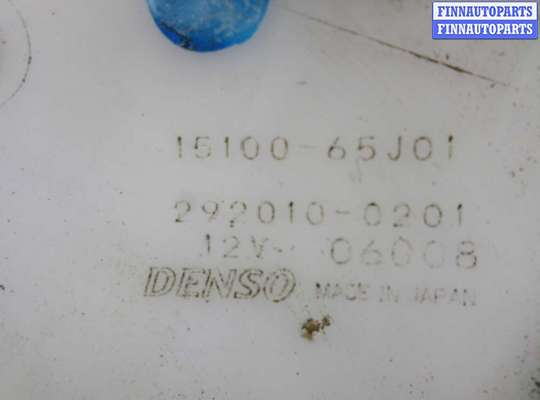 FINNAUTOPARTS
FINNAUTOPARTS
15100-65J01
292010-0201
12V- 06008
DENSO MADE IN JAPAN